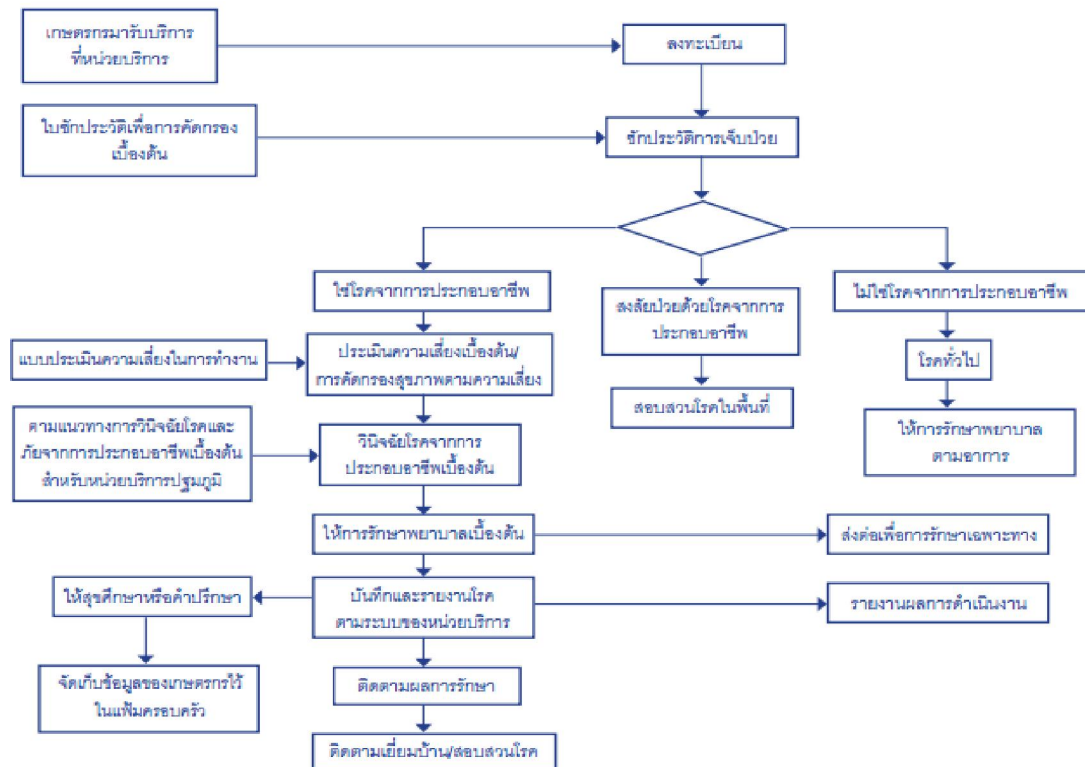 เกษตรกรมารับบริการ
ที่หน่วยบริการ
ลงทะเบียน
ใบซักประวัติเพื่อการคัดกรอง
เบื้องต้น
ซักประวัติการเจ็บป่วย
ใช่โรคจากการประกอบอาชีพ
สงสัยป่วยด้วยโรคจากการ
ประกอบอาชีพ
ไม่ใช่โรคจากการประกอบอาชีพ
แบบประเมินความเสี่ยงในการทำงาน
ประเมินความเสี่ยงเบื้องต้น/
การคัดกรองสุขภาพตามความเสี่ยง
โรคทั่วไป
สอบสวนโรคในพื้นที่
ตามแนวทางการวินิจฉัยโรคและ
ภัยจากการประกอบอาชีพเบื้องต้น
สำหรับหน่วยบริการปฐมภูมิ
วินิจฉัยโรคจากการ
ประกอบอาชีพเบื้องต้น
ให้การรักษาพยาบาล
ตามอาการ
ให้การรักษาพยาบาลเบื้องต้น
ส่งต่อเพื่อการรักษาเฉพาะทาง
ให้สุขศึกษาหรือคำปรึกษา
บันทึกและรายงานโรค
ตามระบบของหน่วยบริการ
รายงานผลการดำเนินงาน
จัดเก็บข้อมูลของเกษตรกรไว้
ในแฟ้มครอบครัว
ติดตามผลการรักษา
ติดตามเยี่ยมบ้าน/สอบสวนโรค